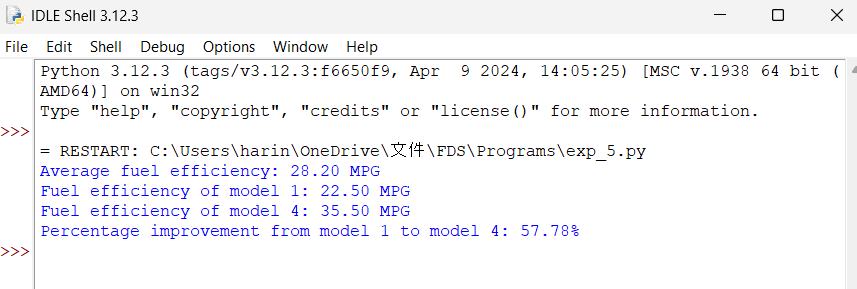 IDLE Shell 3.12.3
File Edit Shell Debug Options Window Help
Python 3.12.3 (tags/v3.12.3:f6650f9, Apr  9 2024, 14:05:25) [MSC v.1938 64 bit (
AMD64)] on win32
Type "help", "copyright", "credits" or "license()" for more information.
>>>
= RESTART: C:\Users\harin\OneDrive\文件\FDS\Programs\exp_5.py
Average fuel efficiency: 28.20 MPG
Fuel efficiency of model 1: 22.50 MPG
Fuel efficiency of model 4: 35.50 MPG
Percentage improvement from model 1 to model 4: 57.78%
>>>